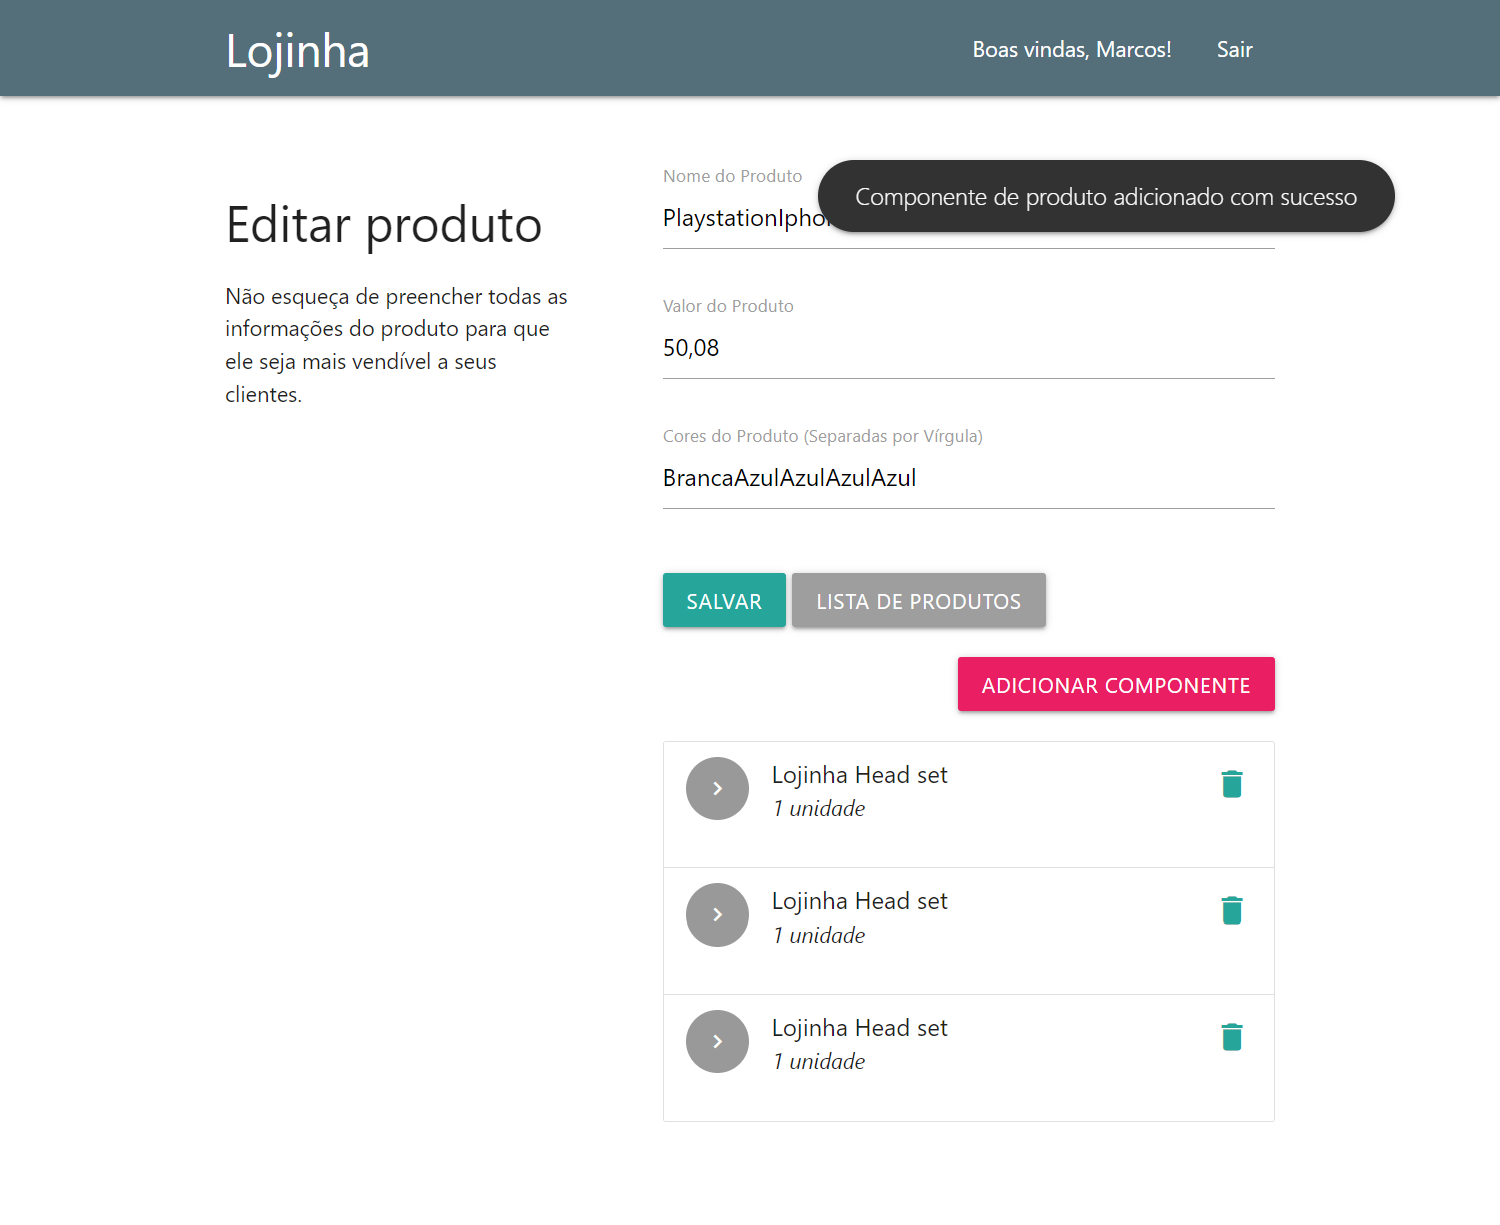 Lojinha
Boas vindas, Marcos!
Sair
Editar produto
Não esqueça de preencher todas as
informações do produto para que
ele seja mais vendível a seus
clientes.
Nome do Produto
Componente de produto adicionado com sucesso
Valor do Produto
50,08
Cores do Produto (Separadas por Vírgula)
BrancaAzulAzulAzulAzul
SALVAR
LISTA DE PRODUTOS
ADICIONAR COMPONENTE
Lojinha Head set
1 unidade
Lojinha Head set
1 unidade
Lojinha Head set
1 unidade